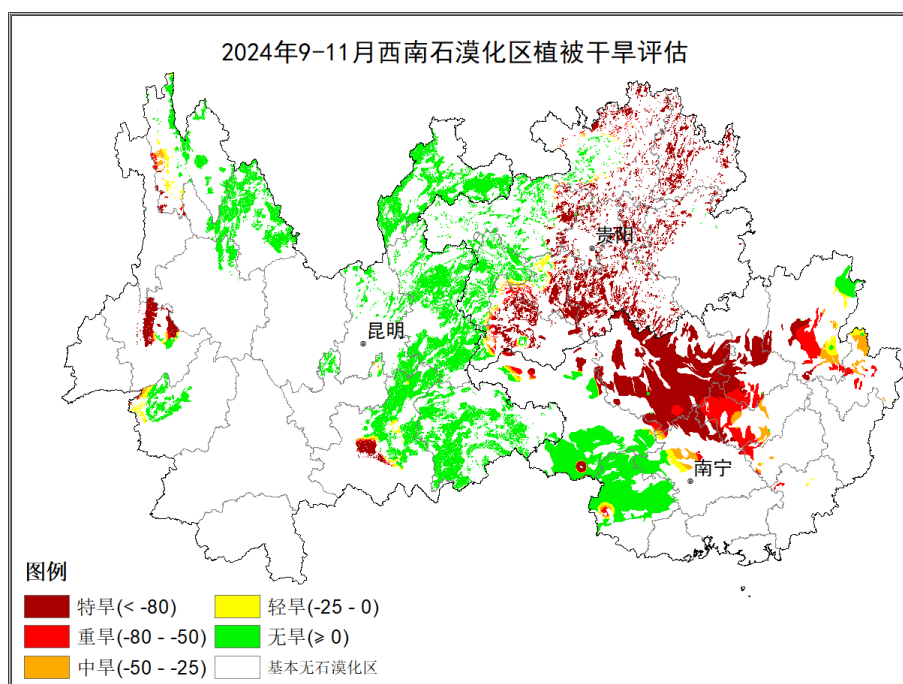 2024年9-11月西南石漠化区植被干旱评估
贵阳
昆明
南宁
图例
特旱(< -80)
轻旱(-25 - 0)
重旱(-80 - -50)
无旱(≥ 0)
中旱(-50 - -25)
基本无石漠化区